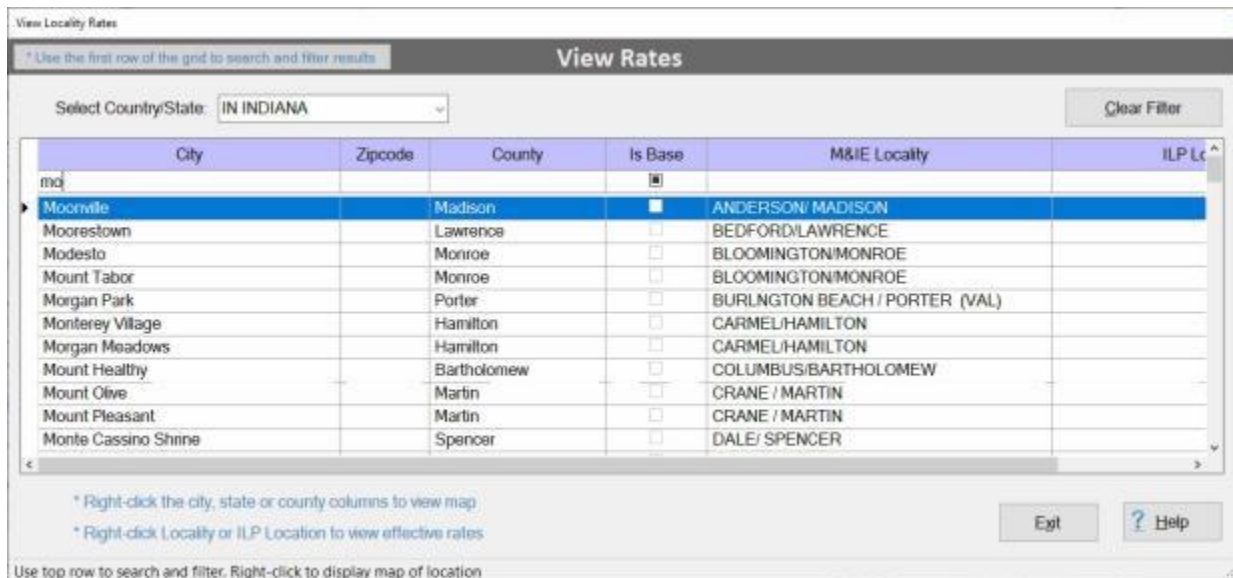 View Locality Rates
* Use the first row of the grid to search and filter results
View Rates
Select Country/State: IN INDIANA
Clear Filter
City Zipcode County Is Base M&IE Locality ILP Lo
mo
Moonville Madison ANDERSON/ MADISON
Moorestown Lawrence BEDFORD/LAWRENCE
Modesto Monroe BLOOMINGTON/MONROE
Mount Tabor Monroe BLOOMINGTON/MONROE
Morgan Park Porter BURLNGTON BEACH / PORTER (VAL)
Monterey Village Hamilton CARMEL/HAMILTON
Morgan Meadows Hamilton CARMEL/HAMILTON
Mount Healthy Bartholomew COLUMBUS/BARTHOLOMEW
Mount Olive Martin CRANE / MARTIN
Mount Pleasant Martin CRANE / MARTIN
Monte Cassino Shrine Spencer DALE/ SPENCER
* Right-click the city, state or county columns to view map
* Right-click Locality or ILP Location to view effective rates
Exit
? Help
Use top row to search and filter. Right-click to display map of location